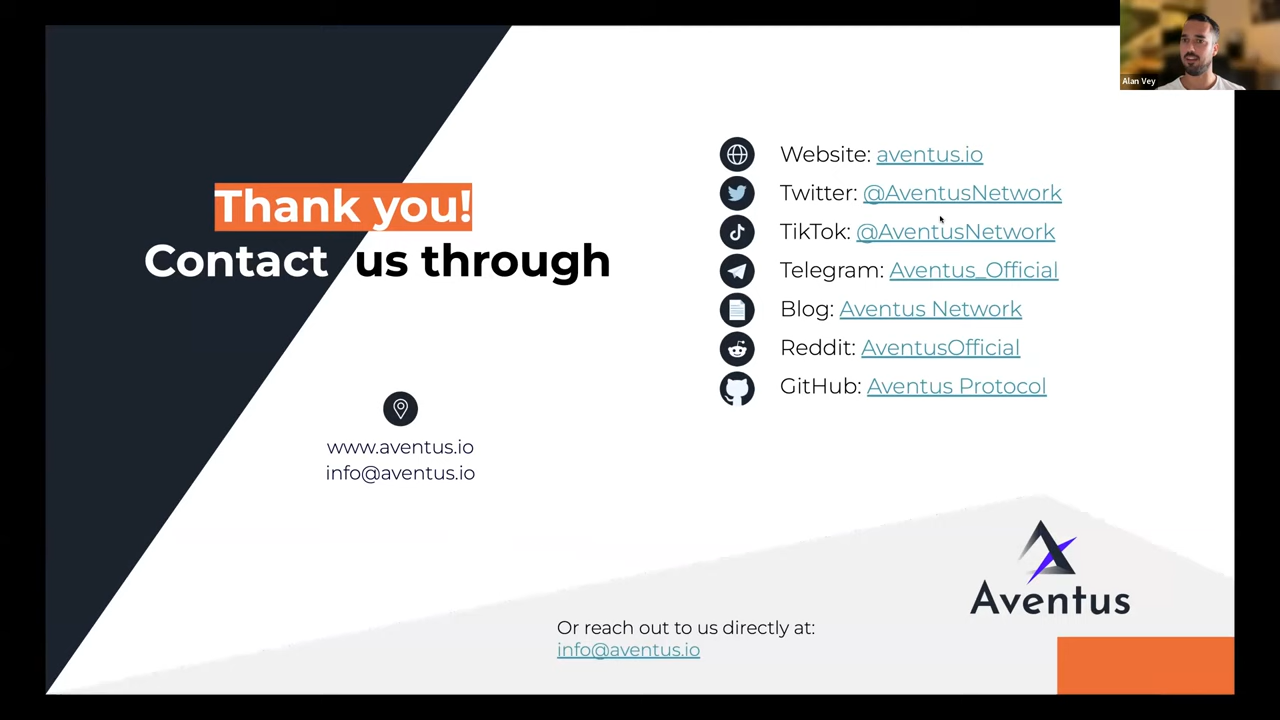 Alan Vey
Thank you!
Contact us through
www.aventus.io
info@aventus.io
Website: aventus.io
Twitter: @AventusNetwork
TikTok: @AventusNetwork
Telegram: Aventus_Official
Blog: Aventus Network
Reddit: AventusOfficial
GitHub: Aventus Protocol
Aventus
Or reach out to us directly at:
info@aventus.io